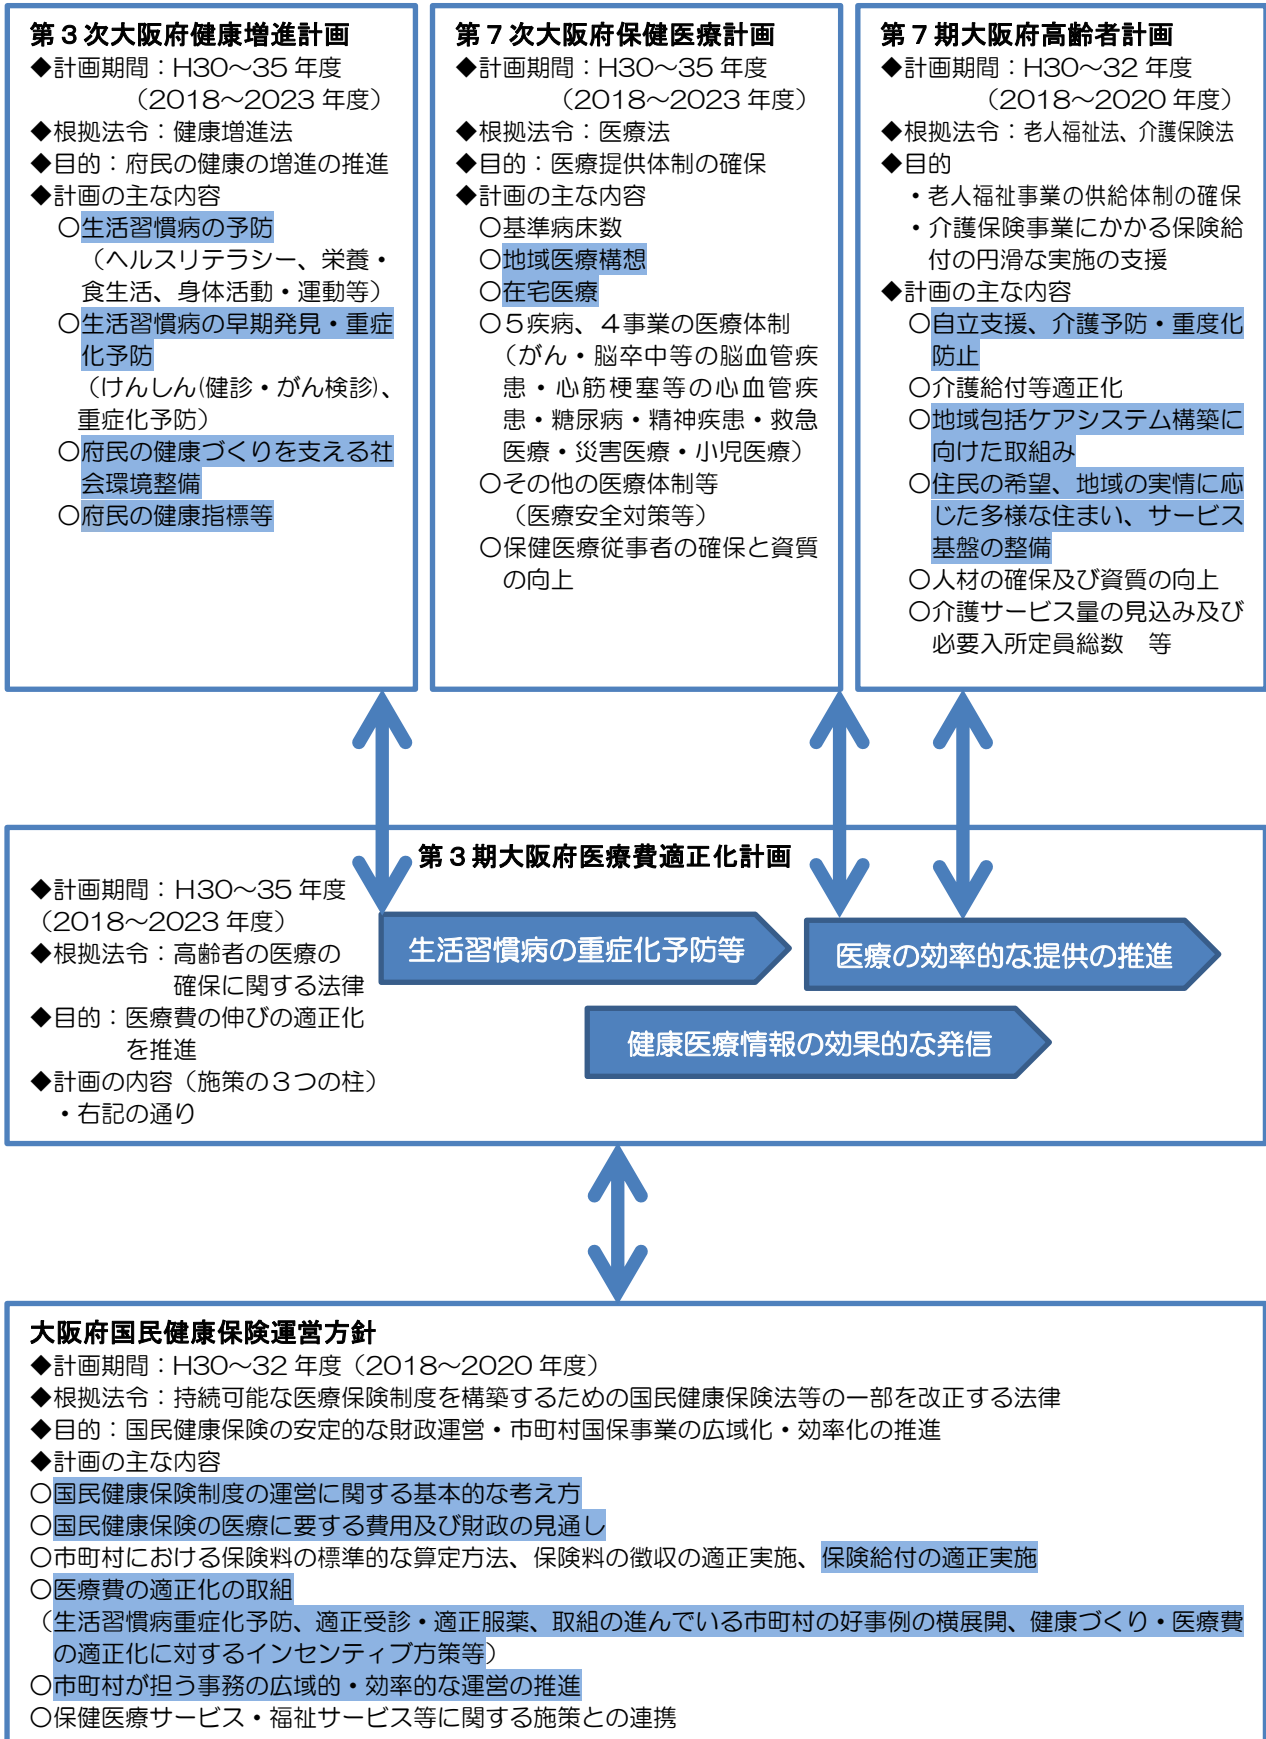 第３次大阪府健康増進計画
◆計画期間：H30～35 年度
（2018～2023 年度）
◆根拠法令：健康増進法
◆目的：府民の健康の増進の推進
◆計画の主な内容
○生活習慣病の予防
（ヘルスリテラシー、栄養・
食生活、身体活動・運動等）
○生活習慣病の早期発見・重症
化予防
（けんしん(健診・がん検診)、
重症化予防）
○府民の健康づくりを支える社
会環境整備
○府民の健康指標等
第７次大阪府保健医療計画
◆計画期間：H30～35 年度
（2018～2023 年度）
◆根拠法令：医療法
◆目的：医療提供体制の確保
◆計画の主な内容
○基準病床数
○地域医療構想
○在宅医療
○５疾病、４事業の医療体制
（がん・脳卒中等の脳血管疾
患・心筋梗塞等の心血管疾
患・糖尿病・精神疾患・救急
医療・災害医療・小児医療）
○その他の医療体制等
（医療安全対策等）
○保健医療従事者の確保と資質
の向上
第７期大阪府高齢者計画
◆計画期間：H30～32 年度
（2018～2020 年度）
◆根拠法令：老人福祉法、介護保険法
◆目的
・老人福祉事業の供給体制の確保
・介護保険事業にかかる保険給
付の円滑な実施の支援
◆計画の主な内容
○自立支援、介護予防・重度化
防止
○介護給付等適正化
○地域包括ケアシステム構築に
向けた取組み
○住民の希望、地域の実情に応
じた多様な住まい、サービス
基盤の整備
○人材の確保及び資質の向上
○介護サービス量の見込み及び
必要入所定員総数　等
第３期大阪府医療費適正化計画
◆計画期間：H30～35 年度
（2018～2023 年度）
◆根拠法令：高齢者の医療の
確保に関する法律
◆目的：医療費の伸びの適正化
を推進
◆計画の内容（施策の３つの柱）
・右記の通り
生活習慣病の重症化予防等
医療の効率的な提供の推進
健康医療情報の効果的な発信
大阪府国民健康保険運営方針
◆計画期間：H30～32 年度（2018～2020 年度）
◆根拠法令：持続可能な医療保険制度を構築するための国民健康保険法等の一部を改正する法律
◆目的：国民健康保険の安定的な財政運営・市町村国保事業の広域化・効率化の推進
◆計画の主な内容
○国民健康保険制度の運営に関する基本的な考え方
○国民健康保険の医療に要する費用及び財政の見通し
○市町村における保険料の標準的な算定方法、保険料の徴収の適正実施、保険給付の適正実施
○医療費の適正化の取組
（生活習慣病重症化予防、適正受診・適正服薬、取組の進んでいる市町村の好事例の横展開、健康づくり・医療費
の適正化に対するインセンティブ方策等）
○市町村が担う事務の広域的・効率的な運営の推進
○保健医療サービス・福祉サービス等に関する施策との連携